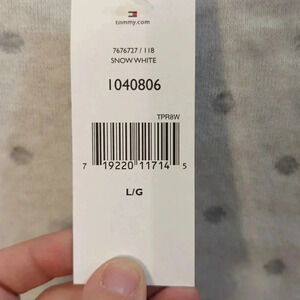 tommy.com
7676727 / 118
SNOW WHITE
1040806
TPR8W
7 19220 11714 5
L/G